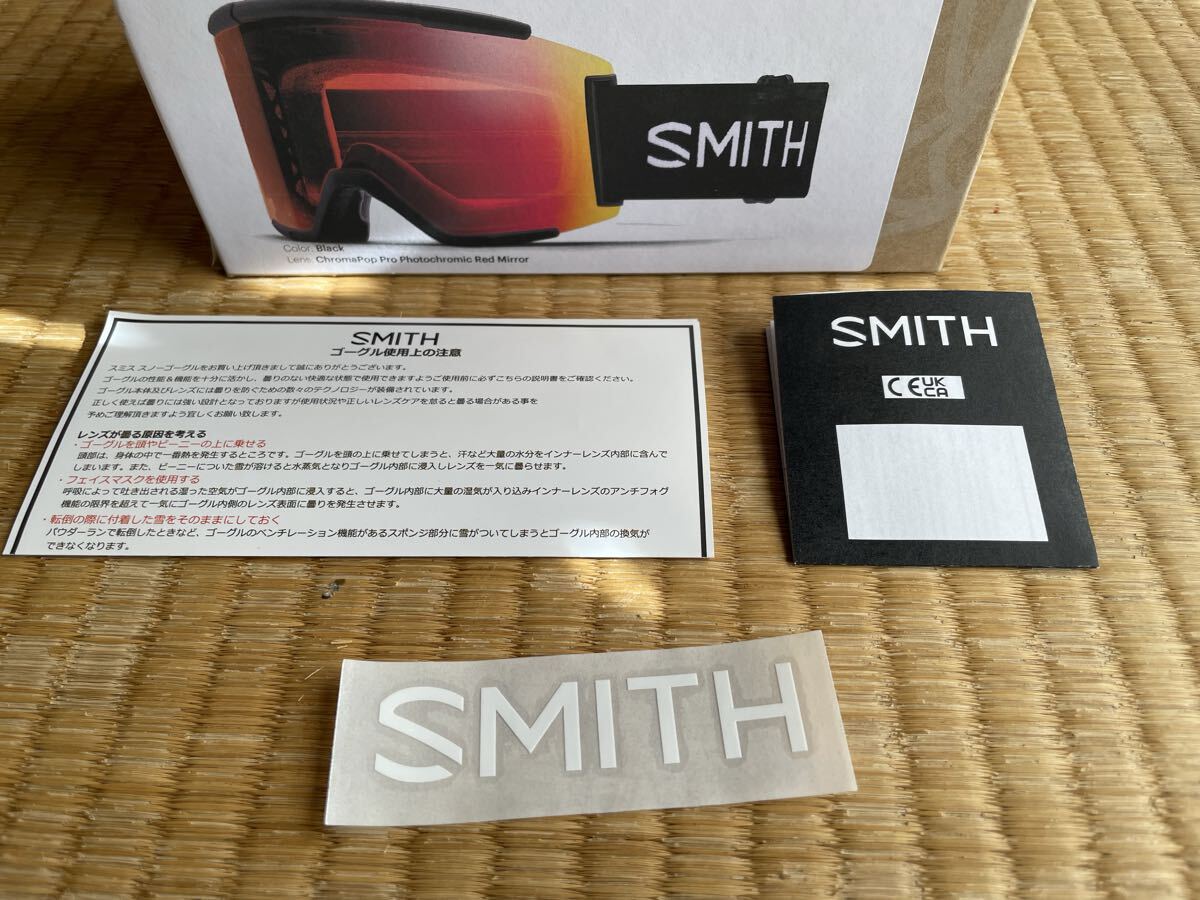 SMITH
Color: Black
Lens: ChromaPop Pro Photochromic Red Mirror
SMITH
ゴーグル使用上の注意
スミス スノーゴーグルをお買い上げ頂きまして誠にありがとうございます。
ゴーグルの性能＆機能を十分に活かし、曇りのない快適な状態で使用できますようご使用前に必ずこちらの説明書をご確認ください。
ゴーグル本体及びレンズには曇りを防ぐための数々のテクノロジーが装備されています。
正しく使えば曇りには強い設計となっておりますが使用状況や正しいレンズケアを怠ると曇る場合がある事を
予めご理解頂きますよう宜しくお願い致します。
レンズが曇る原因を考える
・ゴーグルを頭やビーニーの上に乗せる
頭部は、身体の中で一番熱を発生するところです。ゴーグルを頭の上に乗せてしまうと、汗など大量の水分をインナーレンズ内部に含んで
しまいます。また、ビーニーについた雪が溶けると水蒸気となりゴーグル内部に浸入しレンズを一気に曇らせます。
・フェイスマスクを使用する
呼吸によって吐き出される湿った空気がゴーグル内部に浸入すると、ゴーグル内部に大量の湿気が入り込みインナーレンズのアンチフォグ
機能の限界を超えて一気にゴーグル内側のレンズ表面に曇りを発生させます。
・転倒の際に付着した雪をそのままにしておく
パウダーランで転倒したときなど、ゴーグルのベンチレーション機能があるスポンジ部分に雪がついてしまうとゴーグル内部の換気が
できなくなります。
SMITH
CE UK
CA
SMITH